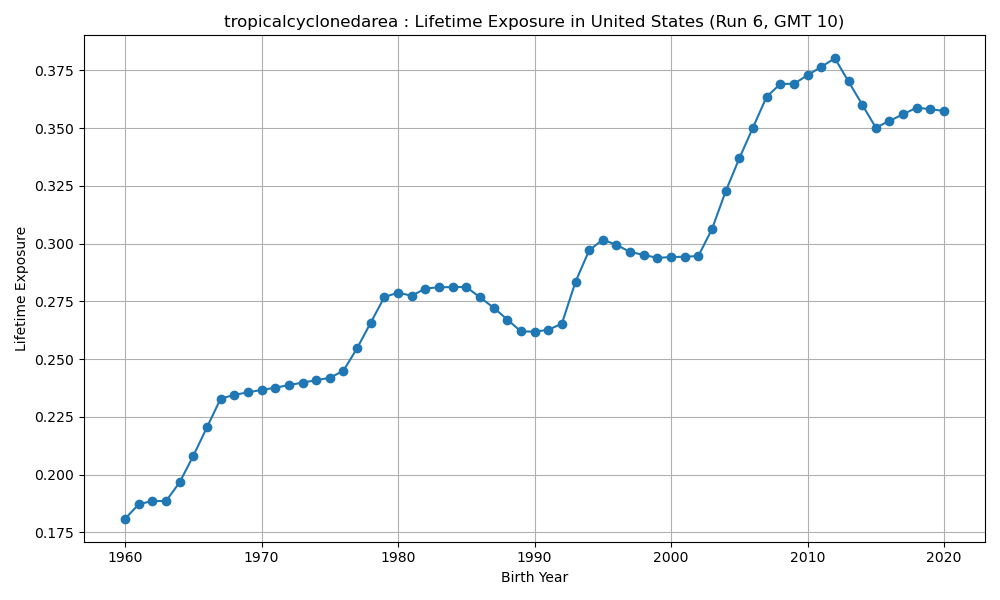 tropicalcyclonedarea : Lifetime Exposure in United States (Run 6, GMT 10)
Lifetime Exposure
0.375
0.350
0.325
0.300
0.275
0.250
0.225
0.200
0.175
1960 1970 1980 1990 2000 2010 2020
Birth Year